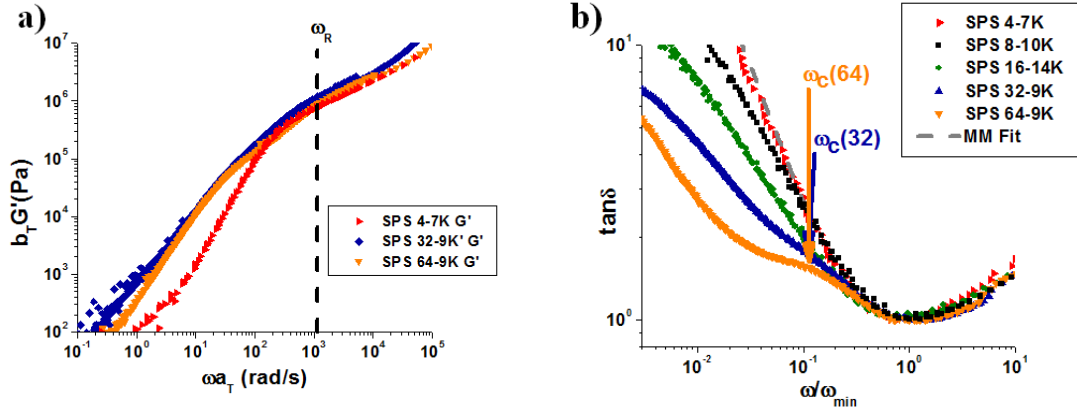 a)
ω_R
10^7
10^6
10^5
10^4
10^3
10^2
b_T G'(Pa)
10^-1
10^0
10^1
10^2
10^3
10^4
10^5
ωa_T (rad/s)
SPS 4-7K G'
SPS 32-9K' G'
SPS 64-9K G'
b)
SPS 4-7K
SPS 8-10K
SPS 16-14K
SPS 32-9K
SPS 64-9K
MM Fit
ω_C(64)
ω_C(32)
10^1
10^0
tanδ
10^-2
10^-1
10^0
10^1
ω/ω_min